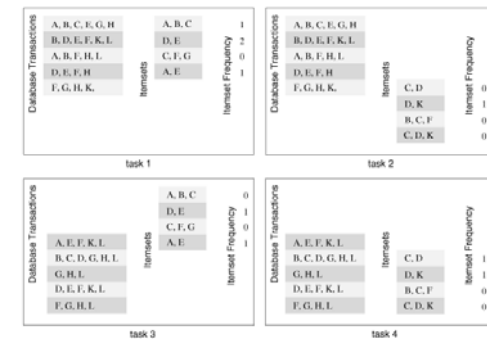 Database Transactions
A, B, C, E, G, H
B, D, E, F, K, L
A, B, F, H, L
D, E, F, H
F, G, H, K,
Itemsets
A, B, C
D, E
C, F, G
A, E
Itemset Frequency
1
2
0
1
task 1
Database Transactions
A, B, C, E, G, H
B, D, E, F, K, L
A, B, F, H, L
D, E, F, H
F, G, H, K,
Itemsets
C, D
D, K
B, C, F
C, D, K
Itemset Frequency
0
1
0
0
task 2
Database Transactions
A, E, F, K, L
B, C, D, G, H, L
G, H, L
D, E, F, K, L
F, G, H, L
Itemsets
A, B, C
D, E
C, F, G
A, E
Itemset Frequency
0
1
0
1
task 3
Database Transactions
A, E, F, K, L
B, C, D, G, H, L
G, H, L
D, E, F, K, L
F, G, H, L
Itemsets
C, D
D, K
B, C, F
C, D, K
Itemset Frequency
1
1
0
0
task 4